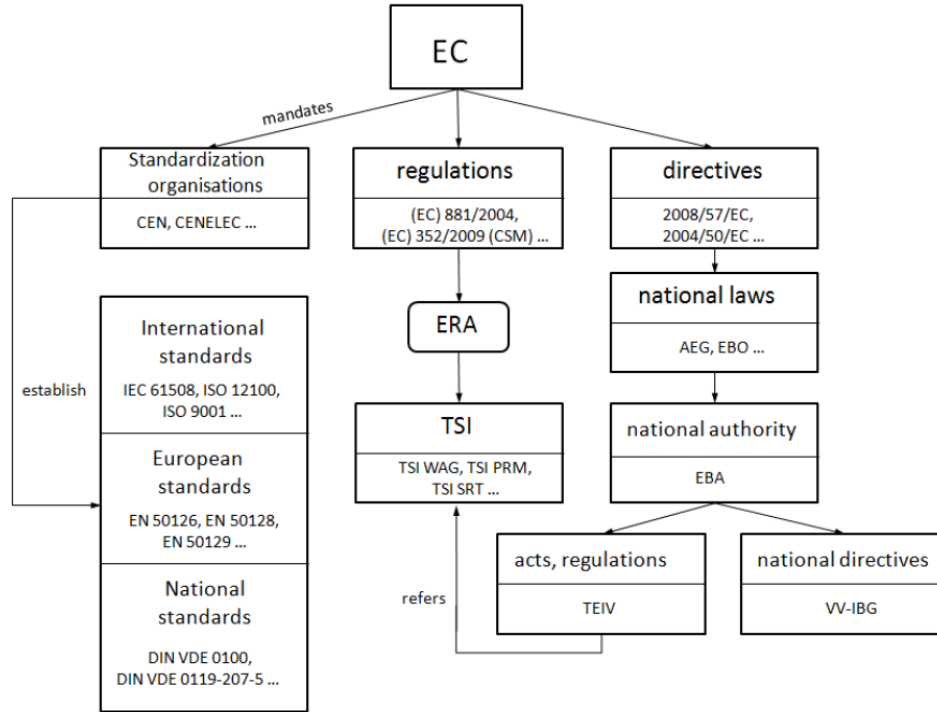 EC
mandates
Standardization
organisations
CEN, CENELEC ...
regulations
(EC) 881/2004,
(EC) 352/2009 (CSM) ...
directives
2008/57/EC,
2004/50/EC ...
national laws
AEG, EBO ...
ERA
establish
International
standards
IEC 61508, ISO 12100,
ISO 9001 ...
European
standards
EN 50126, EN 50128,
EN 50129 ...
National
standards
DIN VDE 0100,
DIN VDE 0119-207-5 ...
TSI
TSI WAG, TSI PRM,
TSI SRT ...
national authority
EBA
refers
acts, regulations
TEIV
national directives
VV-IBG